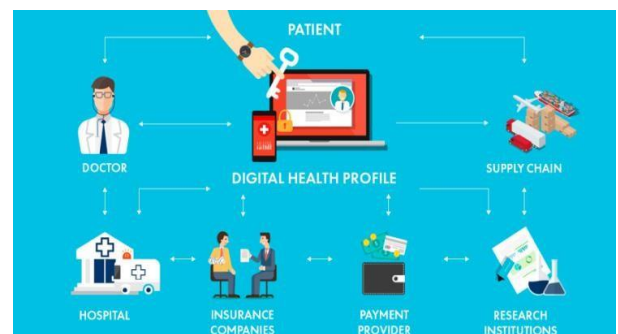 PATIENT
DOCTOR
DIGITAL HEALTH PROFILE
SUPPLY CHAIN
HOSPITAL
INSURANCE
COMPANIES
PAYMENT
PROVIDER
RESEARCH
INSTITUTIONS